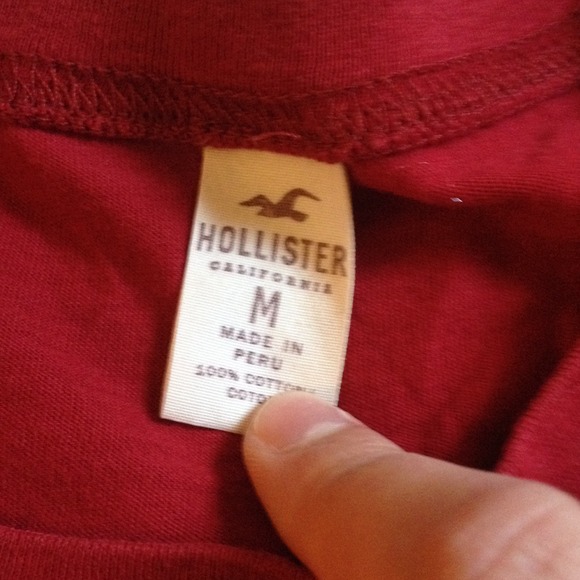 HOLLISTER
CALIFORNIA
M
MADE IN
PERU
100% COTTON/